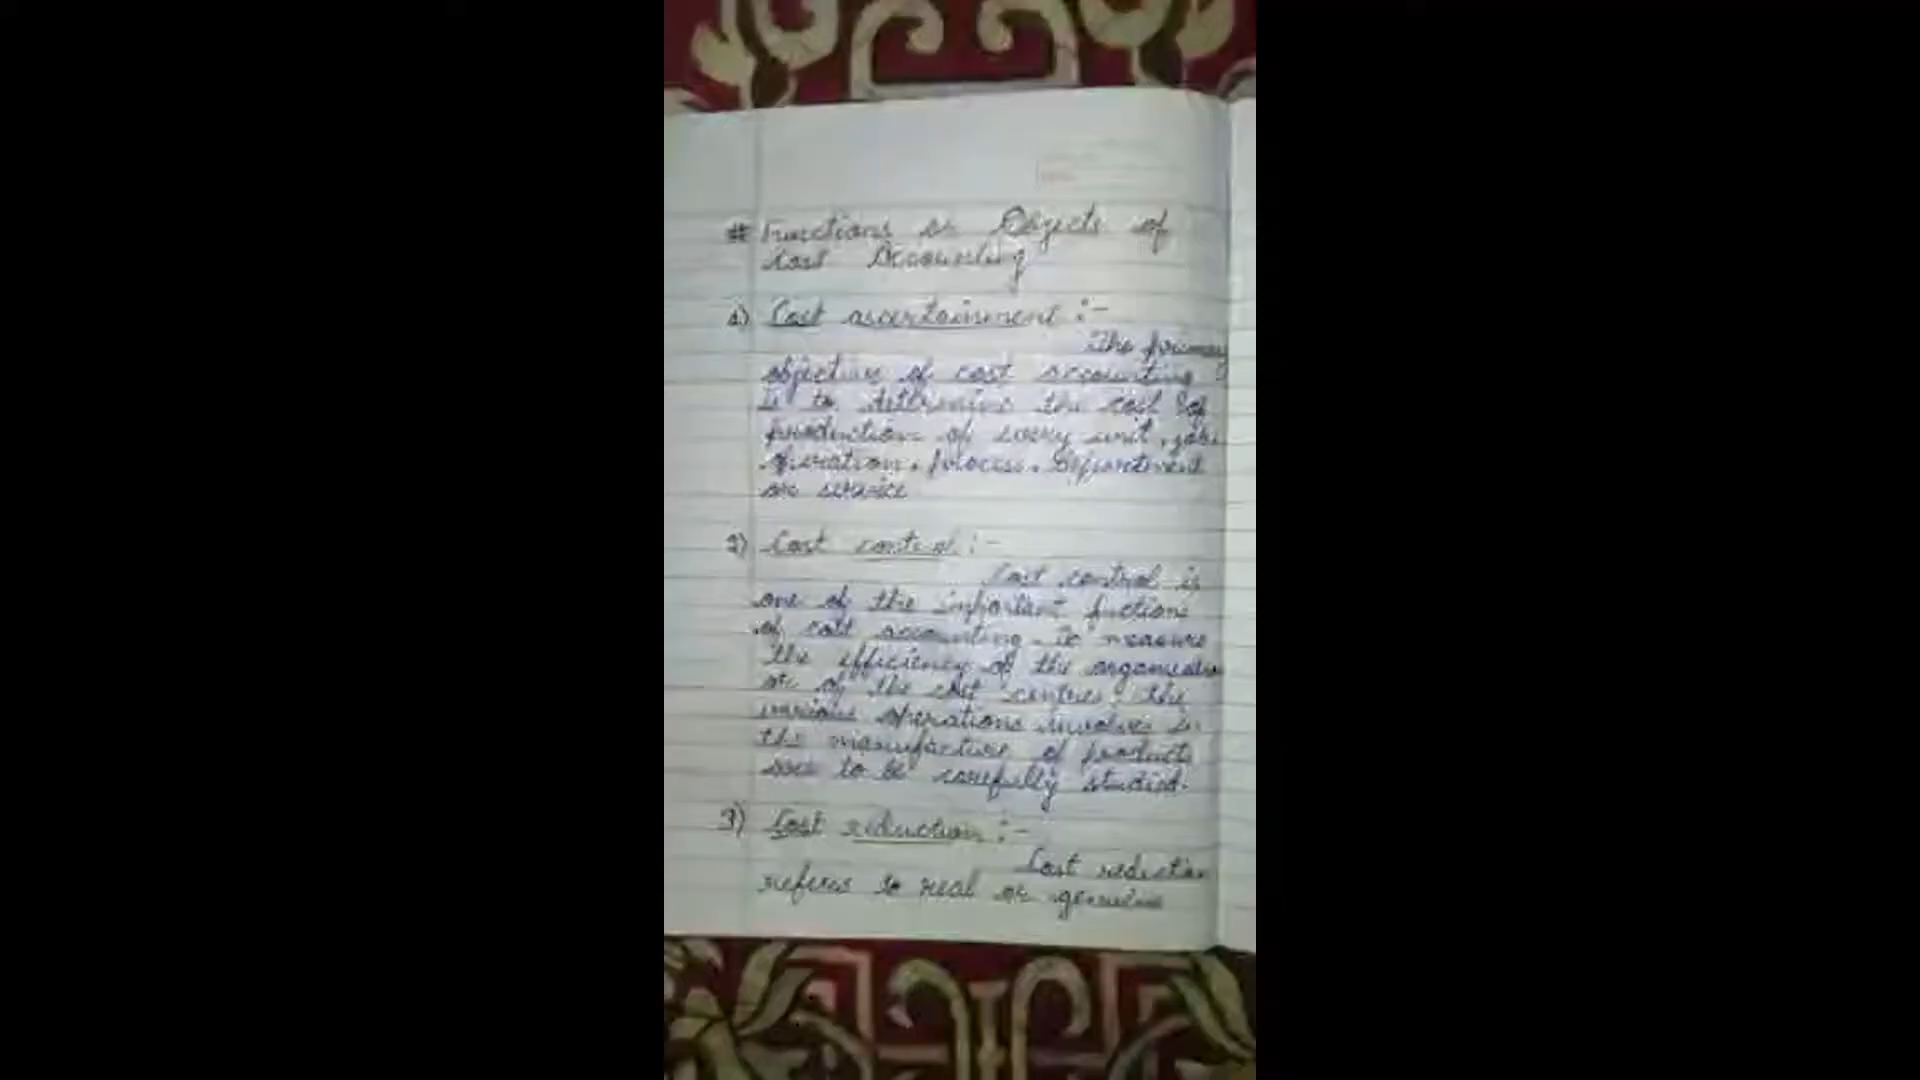 # Functions or Objects of
Cost Accounting
1) Cost ascertainment :-
The primary
objective of cost accounting
is to determine the cost of
production of every unit, job,
operation, process, department
or service
2) Cost control :-
Cost control is
one of the important fuctions
of cost accounting. to measure
the efficiency of the organisation
or of the cost centres. the
various operations involves in
the manufacture of products
to be carefully studied.
3) Cost reduction :-
Cost reduction
refers to real or genuine